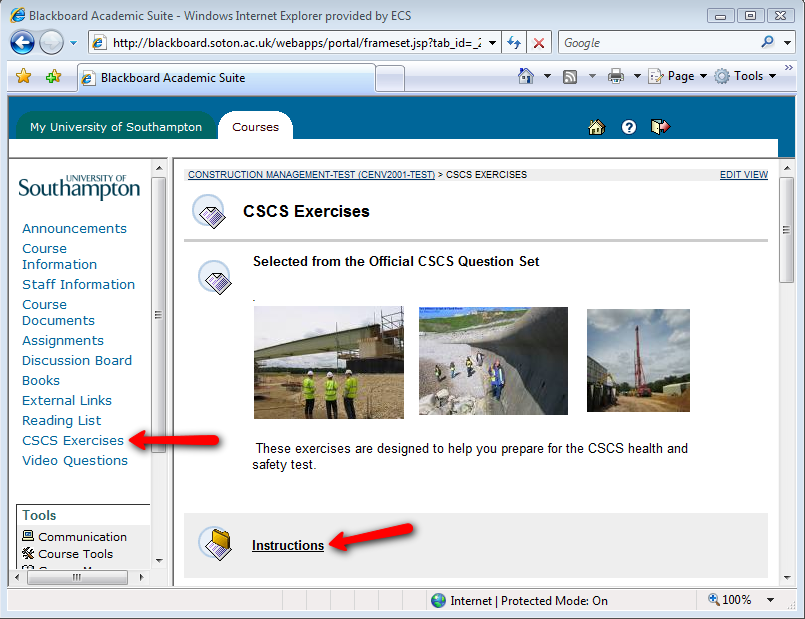 Blackboard Academic Suite - Windows Internet Explorer provided by ECS
http://blackboard.soton.ac.uk/webapps/portal/frameset.jsp?tab_id=_2
Google
Blackboard Academic Suite
Page
Tools
My University of Southampton
Courses
UNIVERSITY OF
Southampton
Announcements
Course
Information
Staff Information
Course
Documents
Assignments
Discussion Board
Books
External Links
Reading List
CSCS Exercises
Video Questions
Tools
Communication
Course Tools
CONSTRUCTION MANAGEMENT-TEST (CENV2001-TEST) > CSCS EXERCISES
EDIT VIEW
CSCS Exercises
Selected from the Official CSCS Question Set
These exercises are designed to help you prepare for the CSCS health and
safety test.
Instructions
Internet | Protected Mode: On
100%